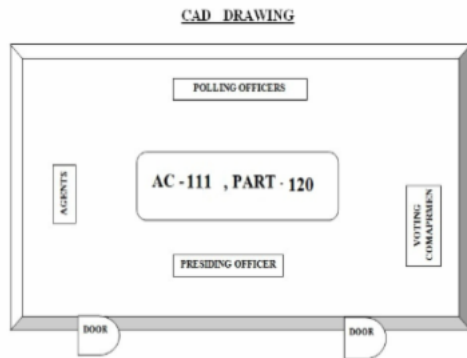 CAD DRAWING
POLLING OFFICERS
AC -111 , PART - 120
AGENTS
VOTING
COMAPRMEN
PRESIDING OFFICER
DOOR
DOOR